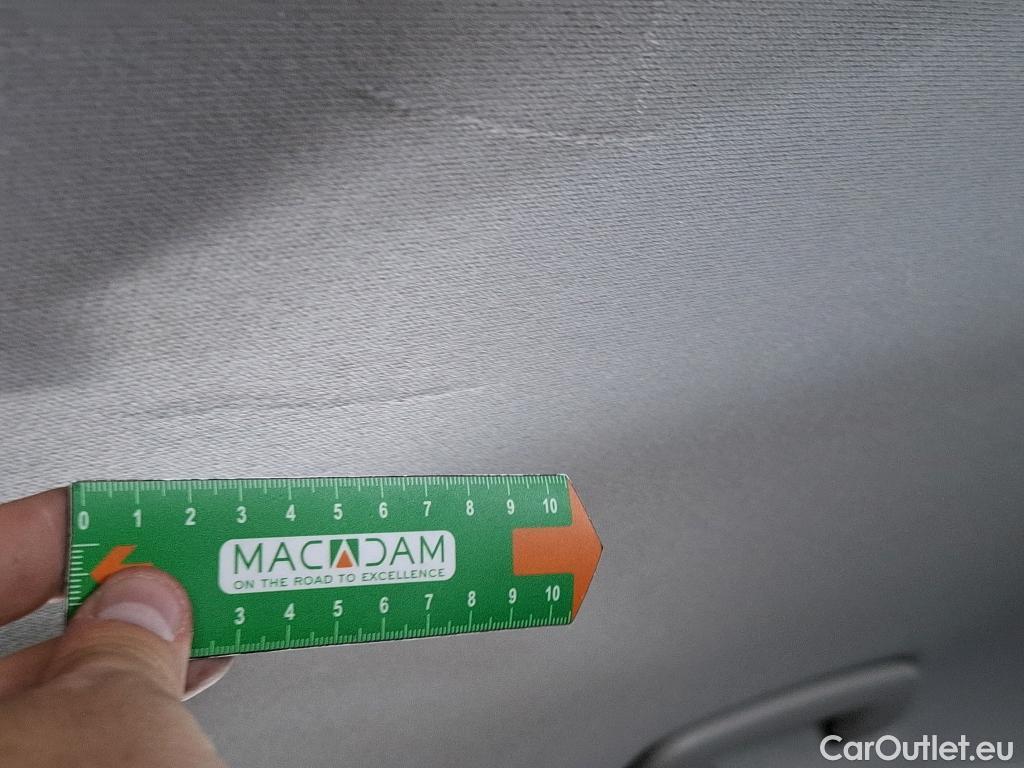 0 1 2 3 4 5 6 7 8 9 10
MACADAM
ON THE ROAD TO EXCELLENCE
3 4 5 6 7 8 9 10
CarOutlet.eu